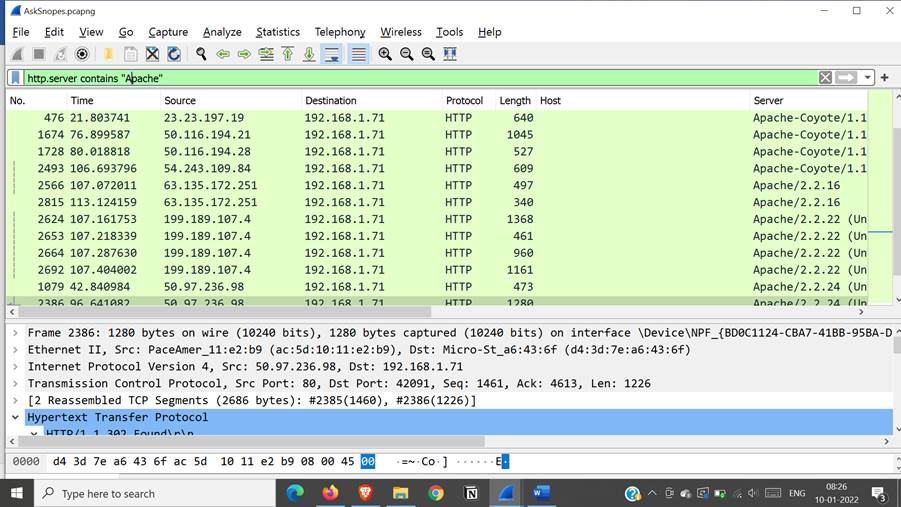 AskSnopes.pcapng
File Edit View Go Capture Analyze Statistics Telephony Wireless Tools Help
http.server contains "Apache"
No. Time Source Destination Protocol Length Host Server
476 21.803741 23.23.197.19 192.168.1.71 HTTP 640 Apache-Coyote/1.1
1674 76.899587 50.116.194.21 192.168.1.71 HTTP 1045 Apache-Coyote/1.1
1728 80.018818 50.116.194.28 192.168.1.71 HTTP 527 Apache-Coyote/1.1
2493 106.693796 54.243.109.84 192.168.1.71 HTTP 609 Apache-Coyote/1.1
2566 107.072011 63.135.172.251 192.168.1.71 HTTP 497 Apache/2.2.16
2815 113.124159 63.135.172.251 192.168.1.71 HTTP 340 Apache/2.2.16
2624 107.161753 199.189.107.4 192.168.1.71 HTTP 1368 Apache/2.2.22 (Un
2653 107.218339 199.189.107.4 192.168.1.71 HTTP 461 Apache/2.2.22 (Un
2664 107.287630 199.189.107.4 192.168.1.71 HTTP 960 Apache/2.2.22 (Un
2692 107.404002 199.189.107.4 192.168.1.71 HTTP 1161 Apache/2.2.22 (Un
1079 42.840984 50.97.236.98 192.168.1.71 HTTP 473 Apache/2.2.24 (Un
2386 96.641082 50.97.236.98 192.168.1.71 HTTP 1280 Apache/2.2.24 (Un
Frame 2386: 1280 bytes on wire (10240 bits), 1280 bytes captured (10240 bits) on interface \Device\NPF_{BD0C1124-CBA7-41BB-95BA-D
Ethernet II, Src: PaceAmer_11:e2:b9 (ac:5d:10:11:e2:b9), Dst: Micro-St_a6:43:6f (d4:3d:7e:a6:43:6f)
Internet Protocol Version 4, Src: 50.97.236.98, Dst: 192.168.1.71
Transmission Control Protocol, Src Port: 80, Dst Port: 42091, Seq: 1461, Ack: 4613, Len: 1226
[2 Reassembled TCP Segments (2686 bytes): #2385(1460), #2386(1226)]
Hypertext Transfer Protocol
HTTP/1.1 302 Found\r\n
0000 d4 3d 7e a6 43 6f ac 5d 10 11 e2 b9 08 00 45 00 ·=~·Co·] ······E·
Type here to search
ENG
08:26
10-01-2022
3